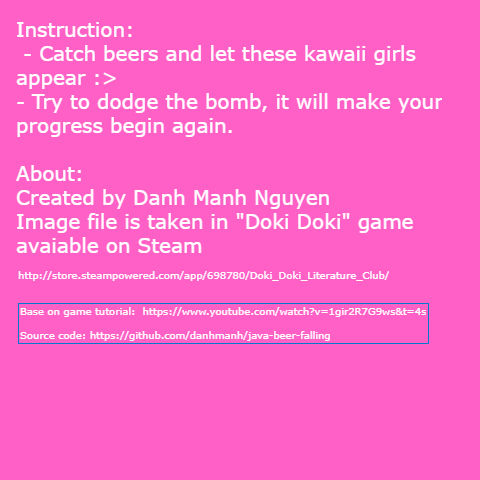 Instruction:
- Catch beers and let these kawaii girls
appear :>
- Try to dodge the bomb, it will make your
progress begin again.
About:
Created by Danh Manh Nguyen
Image file is taken in "Doki Doki" game
avaiable on Steam
http://store.steampowered.com/app/698780/Doki_Doki_Literature_Club/
Base on game tutorial:  https://www.youtube.com/watch?v=1gir2R7G9ws&t=4s
Source code: https://github.com/danhmanh/java-beer-falling